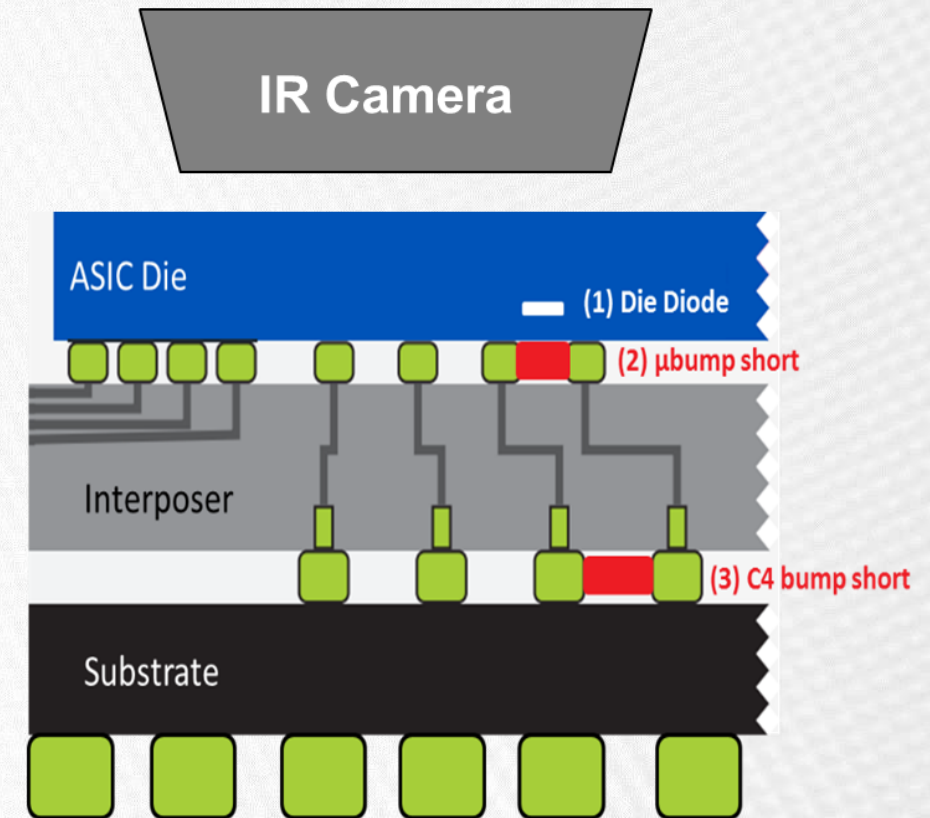 IR Camera
ASIC Die
(1) Die Diode
(2) µbump short
Interposer
(3) C4 bump short
Substrate